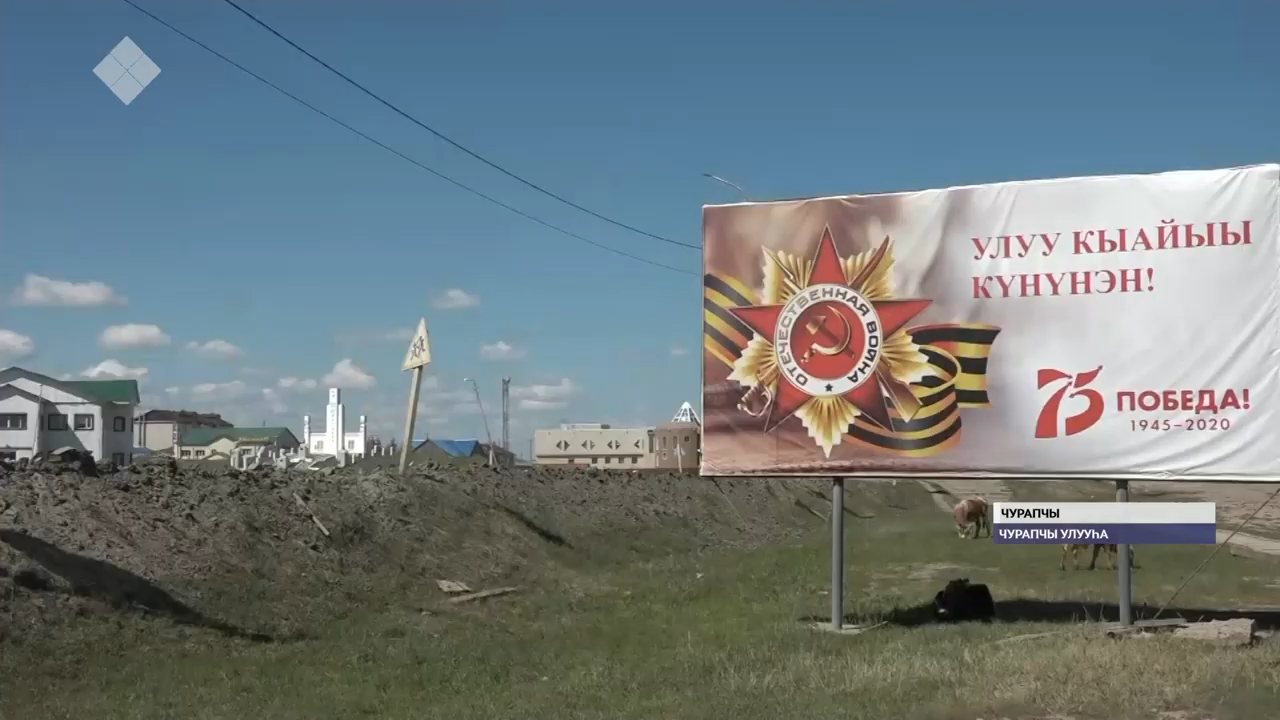 УЛУУ КЫАЙЫЫ
КҮНҮНЭН!
ОТЕЧЕСТВЕННАЯ ВОЙНА
75 ПОБЕДА!
1945–2020
ЧУРАПЧЫ
ЧУРАПЧЫ УЛУУҺА